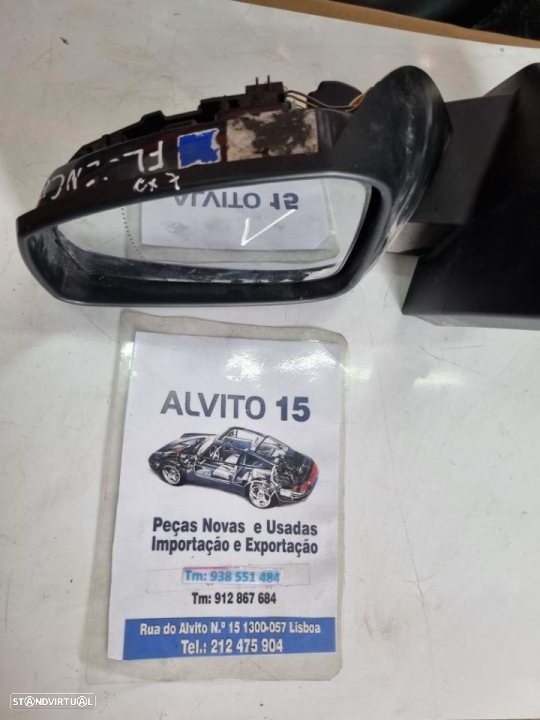 ALVITO 15
ALVITO 15
Peças Novas e Usadas
Importação e Exportação
Tm: 938 551 484
Tm: 912 867 684
Rua do Alvito N.º 15 1300-057 Lisboa
Tel.: 212 475 904
STANDVIRTUAL